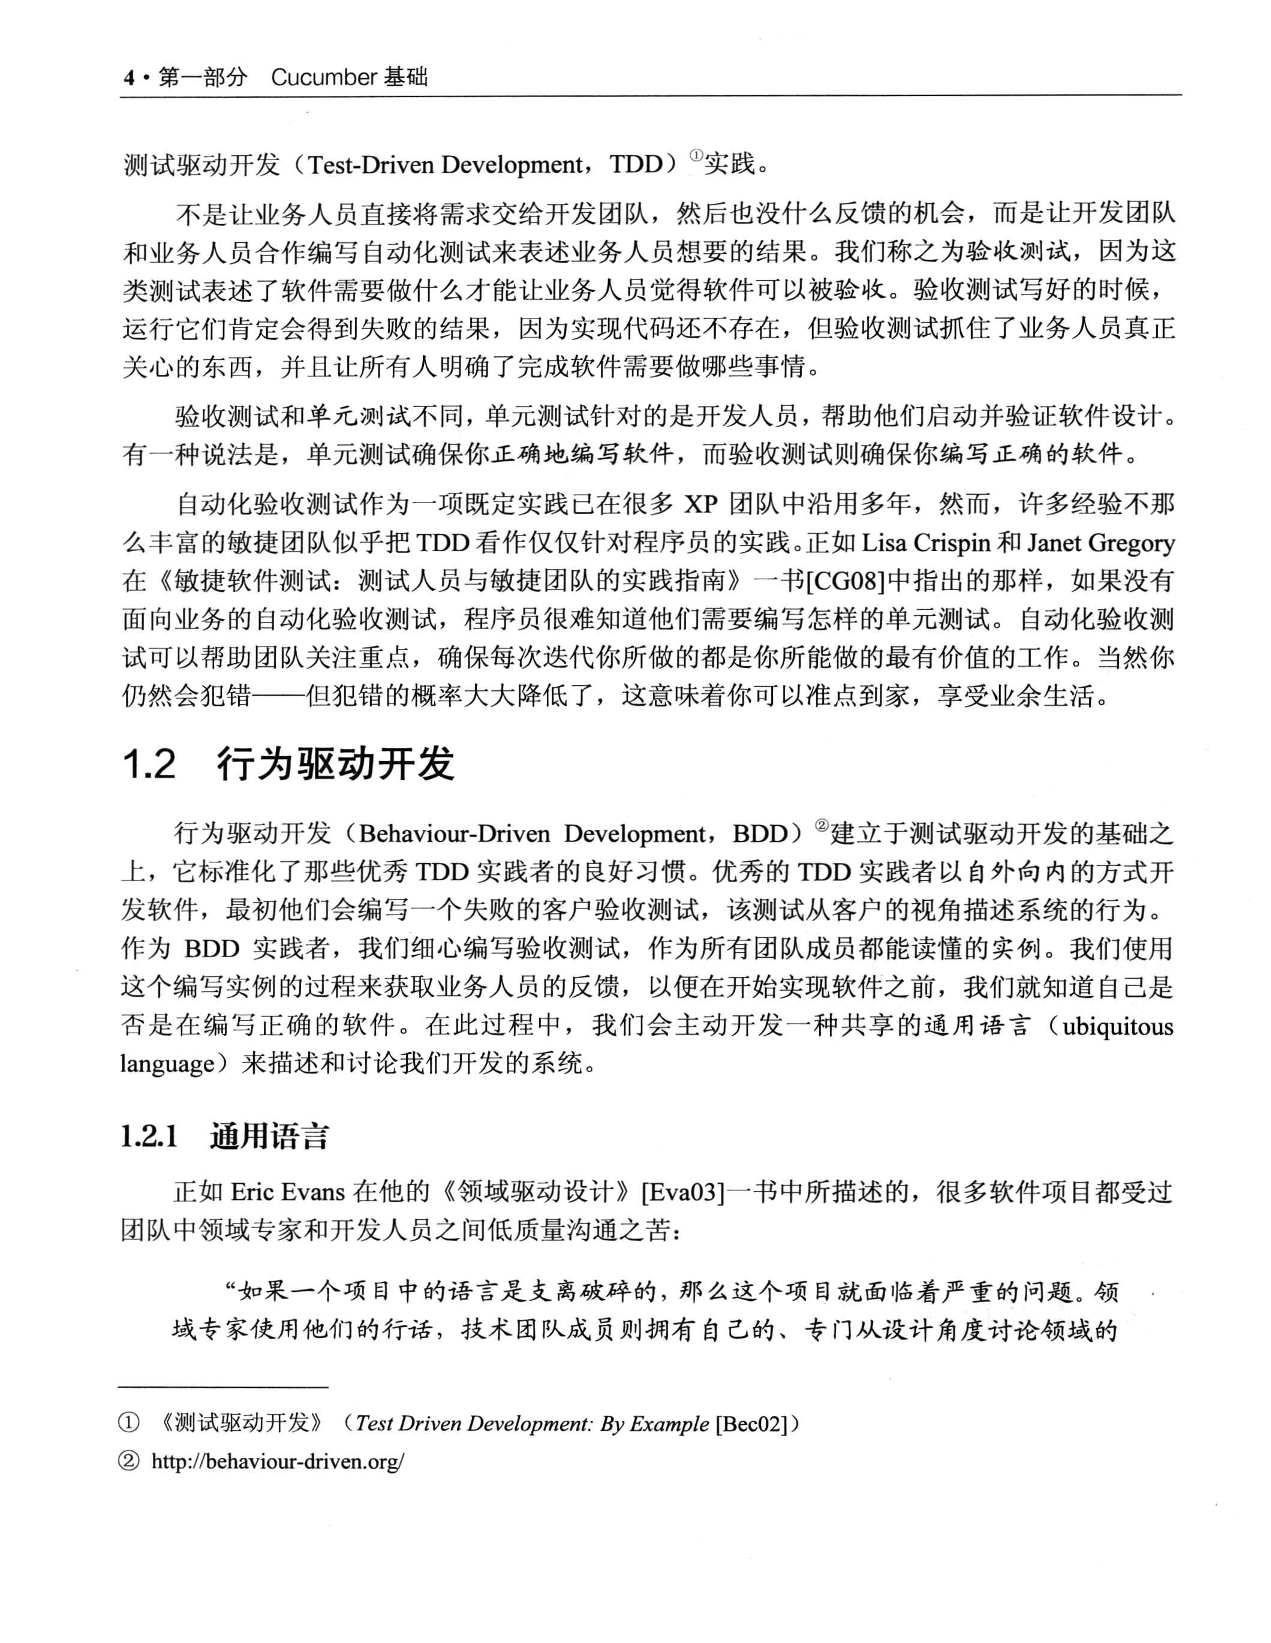 4·第一部分 Cucumber 基础
测试驱动开发（Test-Driven Development，TDD）①实践。
不是让业务人员直接将需求交给开发团队，然后也没什么反馈的机会，而是让开发团队
和业务人员合作编写自动化测试来表述业务人员想要的结果。我们称之为验收测试，因为这
类测试表述了软件需要做什么才能让业务人员觉得软件可以被验收。验收测试写好的时候，
运行它们肯定会得到失败的结果，因为实现代码还不存在，但验收测试抓住了业务人员真正
关心的东西，并且让所有人明确了完成软件需要做哪些事情。
验收测试和单元测试不同，单元测试针对的是开发人员，帮助他们启动并验证软件设计。
有一种说法是，单元测试确保你正确地编写软件，而验收测试则确保你编写正确的软件。
自动化验收测试作为一项既定实践已在很多 XP 团队中沿用多年，然而，许多经验不那
么丰富的敏捷团队似乎把 TDD 看作仅仅针对程序员的实践。正如 Lisa Crispin 和 Janet Gregory
在《敏捷软件测试：测试人员与敏捷团队的实践指南》一书[CG08]中指出的那样，如果没有
面向业务的自动化验收测试，程序员很难知道他们需要编写怎样的单元测试。自动化验收测
试可以帮助团队关注重点，确保每次迭代你所做的都是你所能做的最有价值的工作。当然你
仍然会犯错——但犯错的概率大大降低了，这意味着你可以准点到家，享受业余生活。
1.2 行为驱动开发
行为驱动开发（Behaviour-Driven Development，BDD）②建立于测试驱动开发的基础之
上，它标准化了那些优秀 TDD 实践者的良好习惯。优秀的 TDD 实践者以自外向内的方式开
发软件，最初他们会编写一个失败的客户验收测试，该测试从客户的视角描述系统的行为。
作为 BDD 实践者，我们细心编写验收测试，作为所有团队成员都能读懂的实例。我们使用
这个编写实例的过程来获取业务人员的反馈，以便在开始实现软件之前，我们就知道自己是
否是在编写正确的软件。在此过程中，我们会主动开发一种共享的通用语言（ubiquitous
language）来描述和讨论我们开发的系统。
1.2.1 通用语言
正如 Eric Evans 在他的《领域驱动设计》[Eva03]一书中所描述的，很多软件项目都受过
团队中领域专家和开发人员之间低质量沟通之苦：
“如果一个项目中的语言是支离破碎的，那么这个项目就面临着严重的问题。领
域专家使用他们的行话，技术团队成员则拥有自己的、专门从设计角度讨论领域的
① 《测试驱动开发》（Test Driven Development: By Example [Bec02]）
② http://behaviour-driven.org/